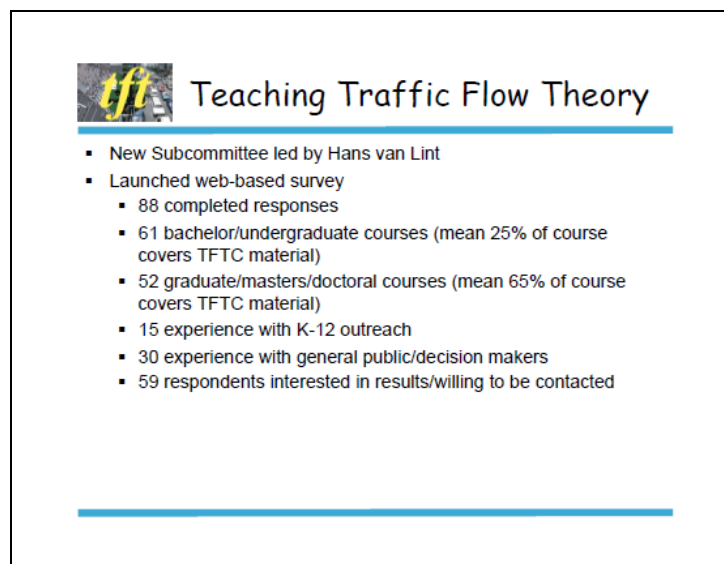 tft Teaching Traffic Flow Theory
▪ New Subcommittee led by Hans van Lint
▪ Launched web-based survey
▪ 88 completed responses
▪ 61 bachelor/undergraduate courses (mean 25% of course
covers TFTC material)
▪ 52 graduate/masters/doctoral courses (mean 65% of course
covers TFTC material)
▪ 15 experience with K-12 outreach
▪ 30 experience with general public/decision makers
▪ 59 respondents interested in results/willing to be contacted